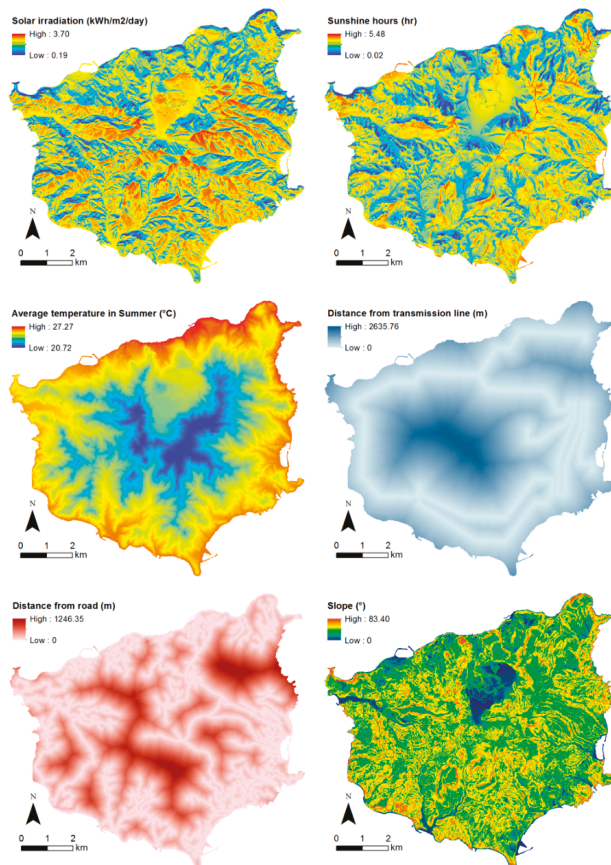 Solar irradiation (kWh/m2/day)
High : 3.70
Low : 0.19
N
0 1 2
km
Sunshine hours (hr)
High : 5.48
Low : 0.02
N
0 1 2
km
Average temperature in Summer (°C)
High : 27.27
Low : 20.72
N
0 1 2
km
Distance from transmission line (m)
High : 2635.76
Low : 0
N
0 1 2
km
Distance from road (m)
High : 1246.35
Low : 0
N
0 1 2
km
Slope (°)
High : 83.40
Low : 0
N
0 1 2
km